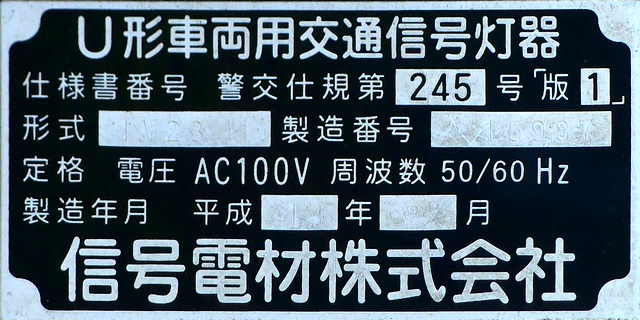 U形車両用交通信号灯器
仕様書番号 警交仕規第 245 号「版 1」
形式 製造番号
定格 電圧 AC100V 周波数 50/60 Hz
製造年月 平成 年 月
信号電材株式会社